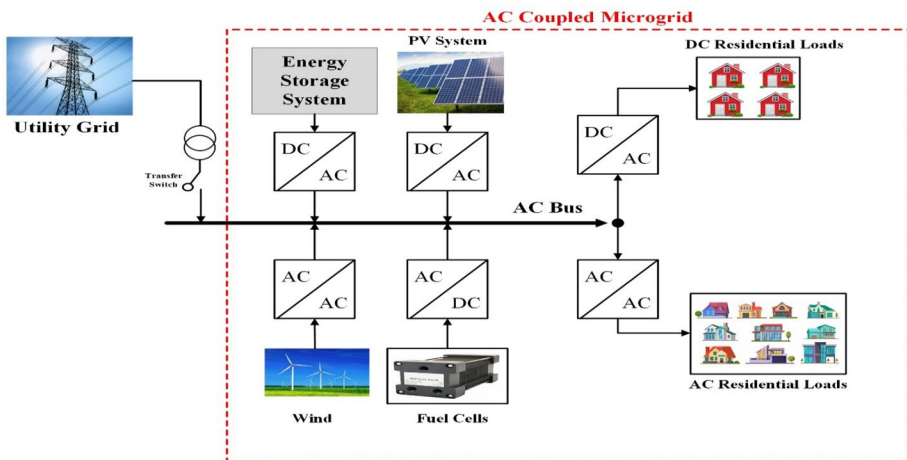 AC Coupled Microgrid
PV System
DC Residential Loads
Energy
Storage
System
Utility Grid
DC
AC
DC
AC
DC
AC
Transfer
Switch
AC Bus
AC
AC
AC
DC
AC
AC
AC Residential Loads
Wind
Fuel Cells